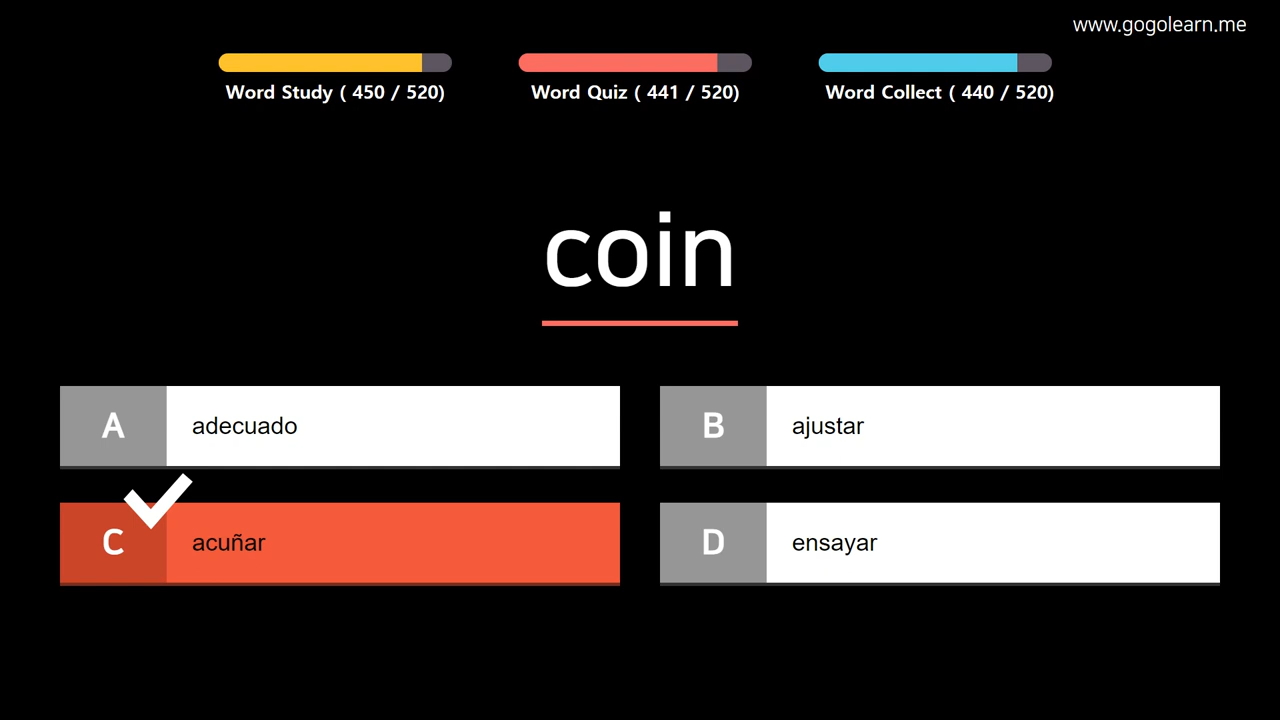 www.gogolearn.me
Word Study ( 450 / 520)
Word Quiz ( 441 / 520)
Word Collect ( 440 / 520)
coin
A adecuado
B ajustar
C acuñar
D ensayar